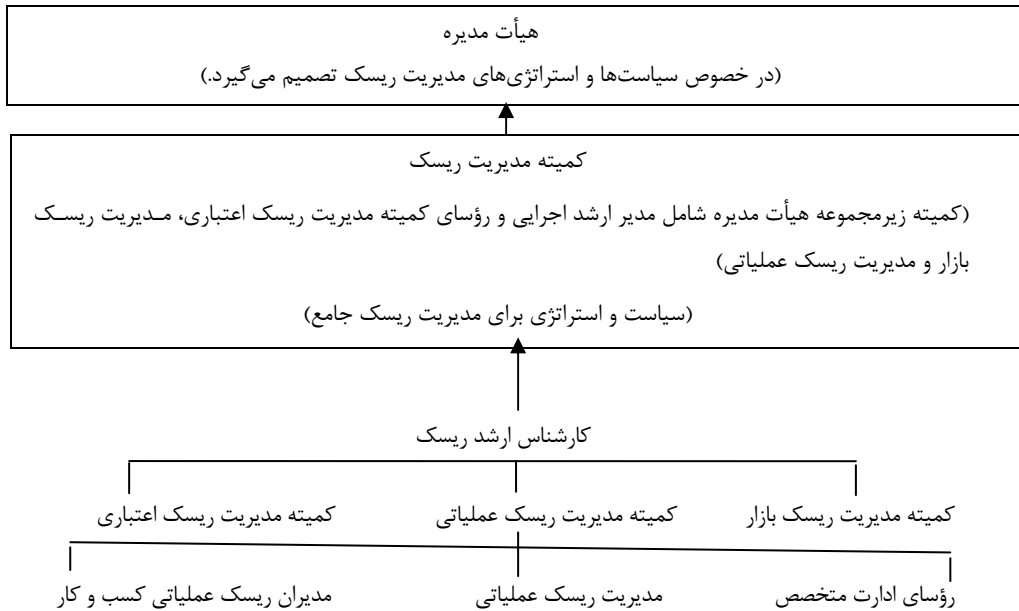 هیأت مدیره
(در خصوص سیاست‌ها و استراتژی‌های مدیریت ریسک تصمیم می‌گیرد.)
کمیته مدیریت ریسک
(کمیته زیرمجموعه هیأت مدیره شامل مدیر ارشد اجرایی و رؤسای کمیته مدیریت ریسک اعتباری، مـدیریت ریسـک
بازار و مدیریت ریسک عملیاتی)
(سیاست و استراتژی برای مدیریت ریسک جامع)
کارشناس ارشد ریسک
کمیته مدیریت ریسک بازار
کمیته مدیریت ریسک عملیاتی
کمیته مدیریت ریسک اعتباری
رؤسای ادارت متخصص
مدیریت ریسک عملیاتی
مدیران ریسک عملیاتی کسب و کار